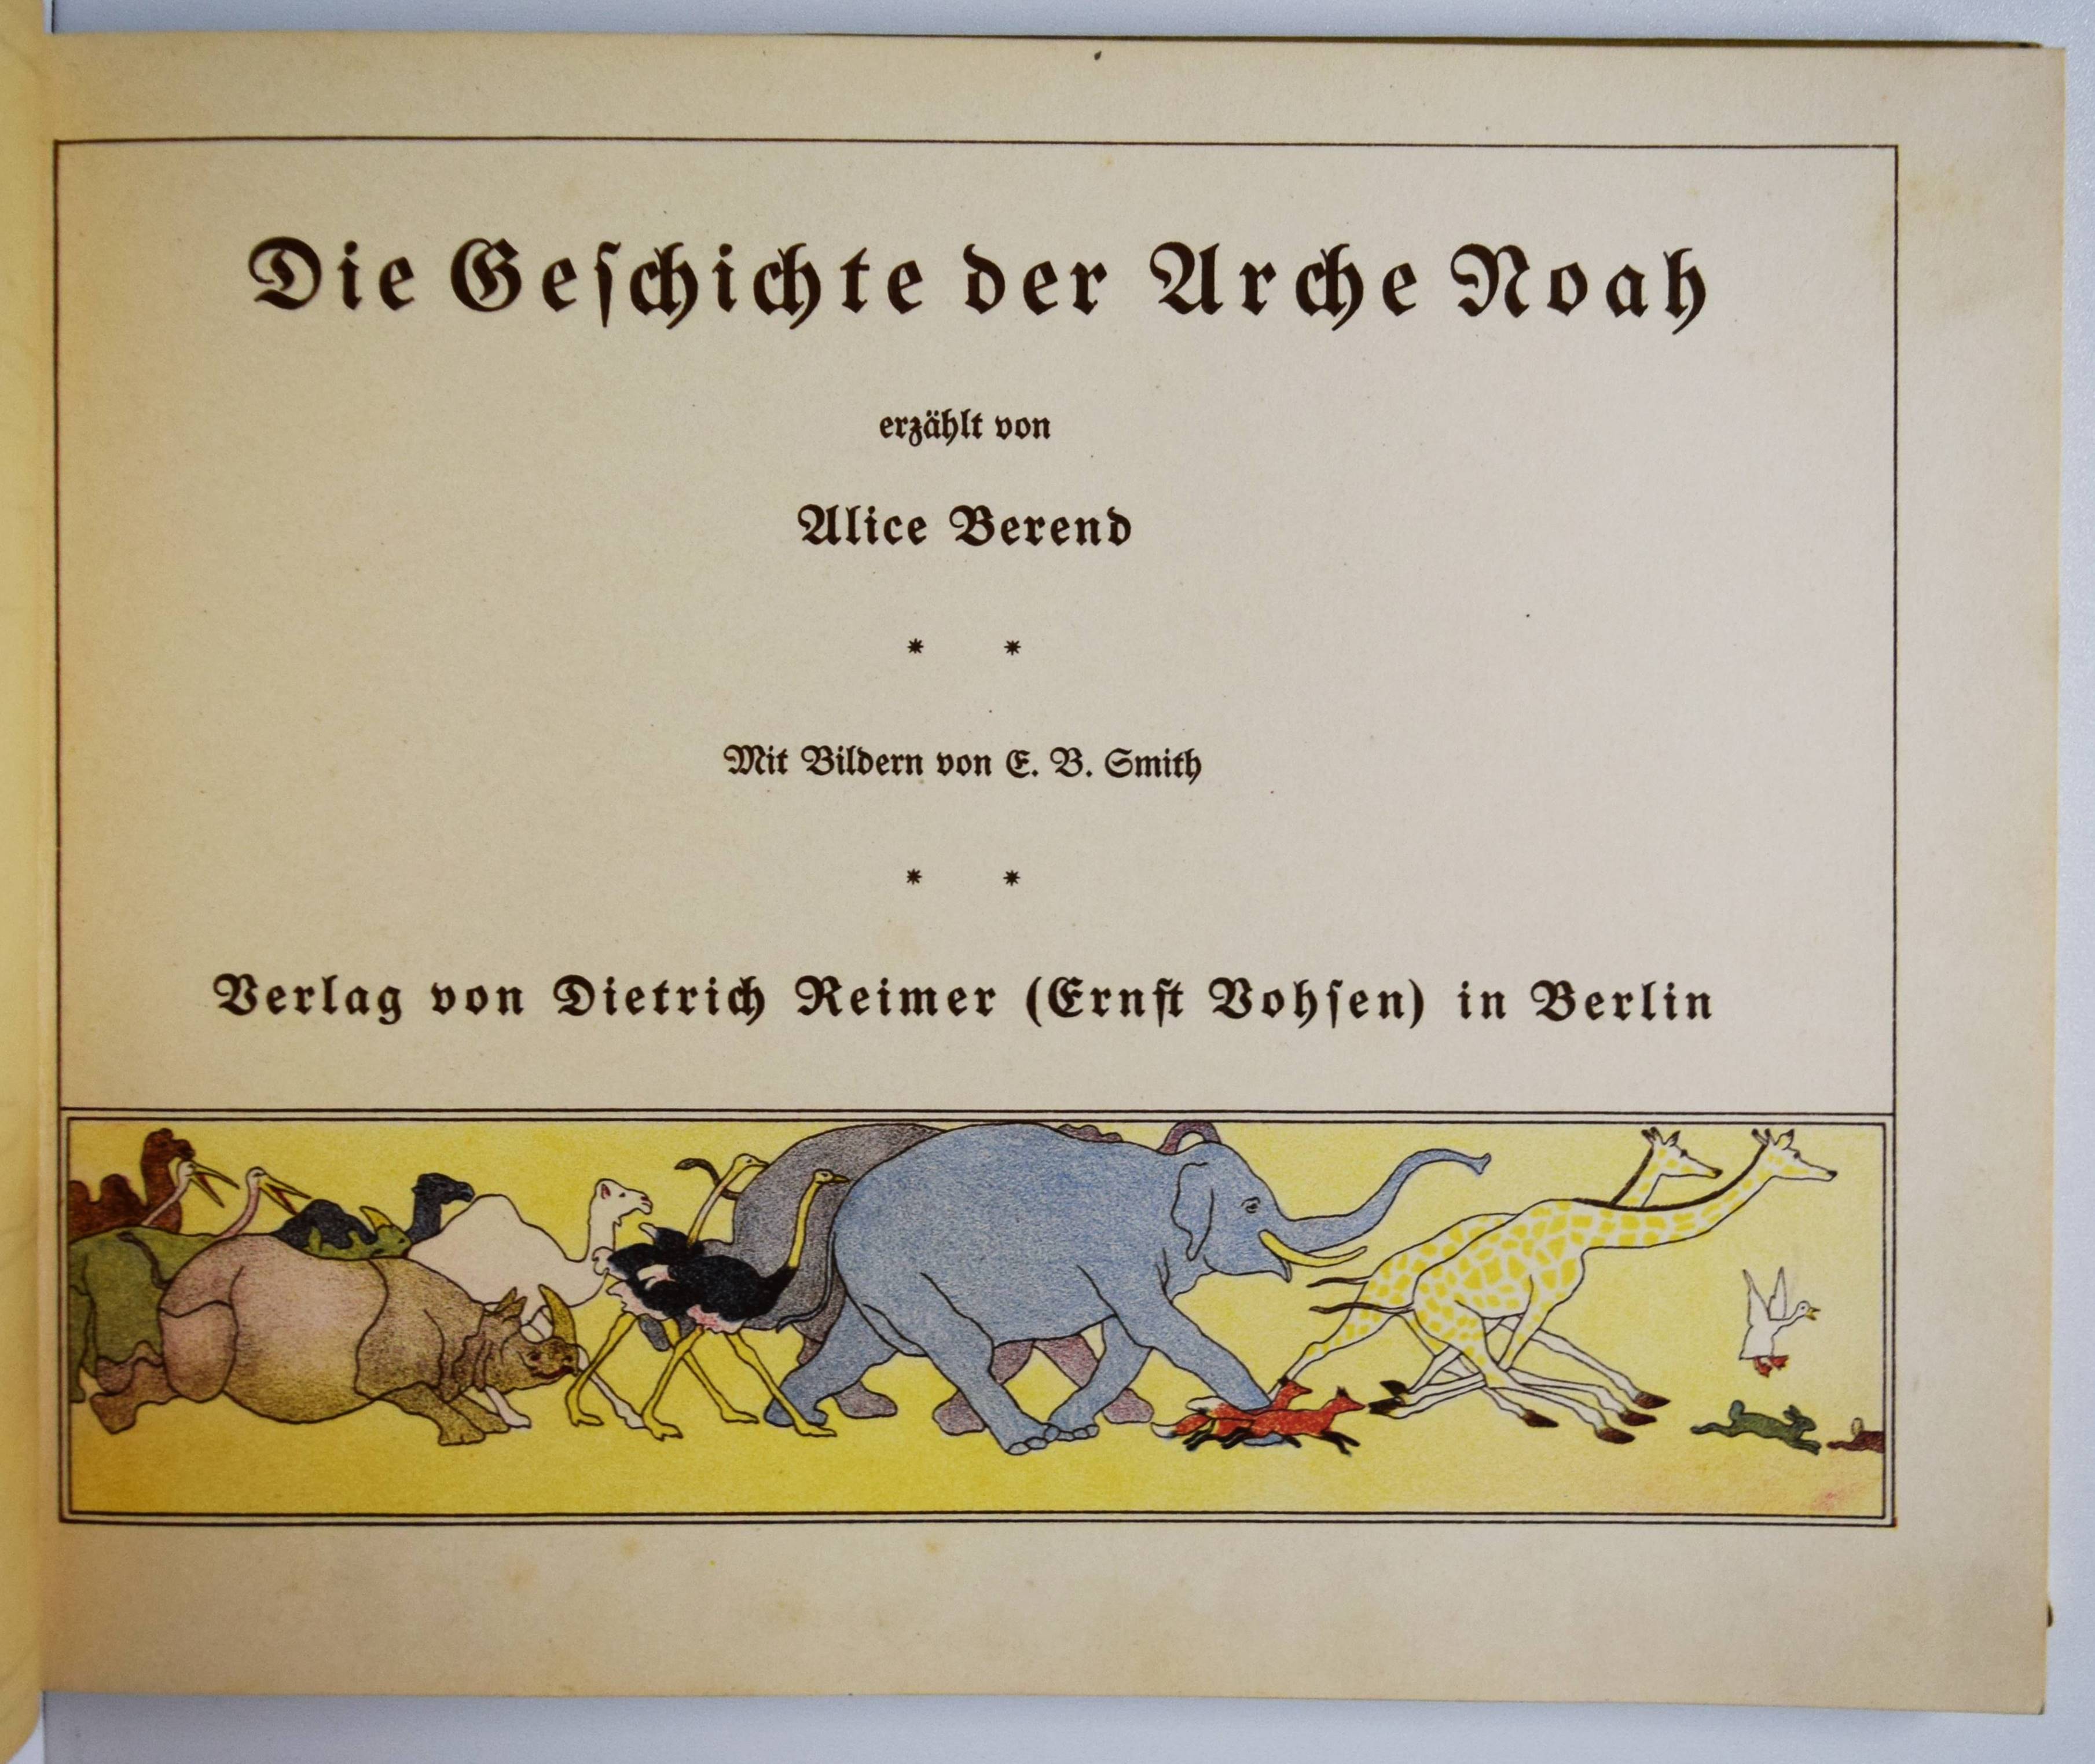 Die Geſchichte der Arche Noah
erzählt von
Alice Berend
* *
Mit Bildern von E. B. Smith
* *
Verlag von Dietrich Reimer (Ernſt Vohſen) in Berlin